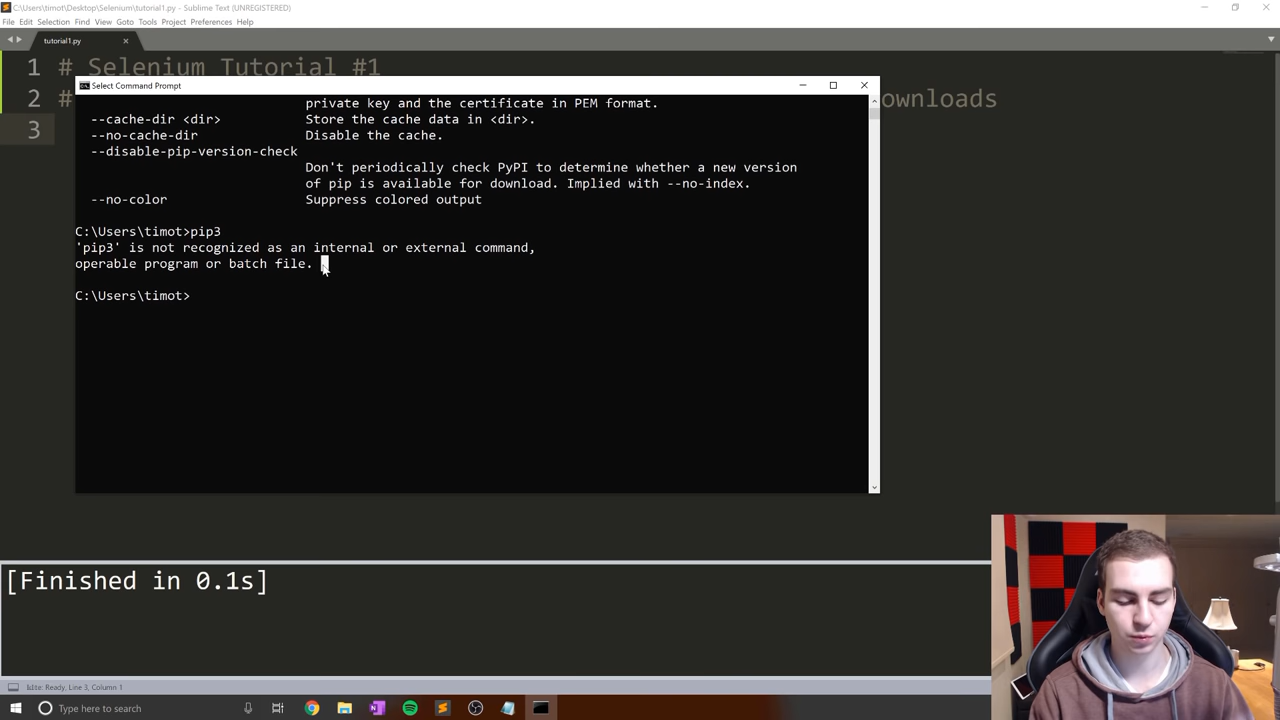 C:\Users\timot\Desktop\Selenium\tutorial1.py - Sublime Text (UNREGISTERED)
File Edit Selection Find View Goto Tools Project Preferences Help
tutorial1.py
1 # Selenium Tutorial #1
2 # ownloads
3
Select Command Prompt
private key and the certificate in PEM format.
--cache-dir <dir> Store the cache data in <dir>.
--no-cache-dir Disable the cache.
--disable-pip-version-check
Don't periodically check PyPI to determine whether a new version
of pip is available for download. Implied with --no-index.
--no-color Suppress colored output
C:\Users\timot>pip3
'pip3' is not recognized as an internal or external command,
operable program or batch file.
C:\Users\timot>
[Finished in 0.1s]
Ready, Line 3, Column 1
Type here to search